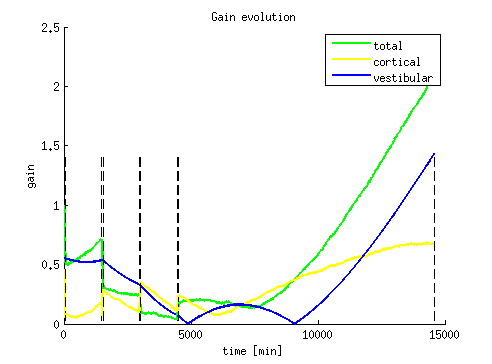 Gain evolution
2.5
2
1.5
1
0.5
0
gain
total
cortical
vestibular
0 5000 10000 15000
time [min]